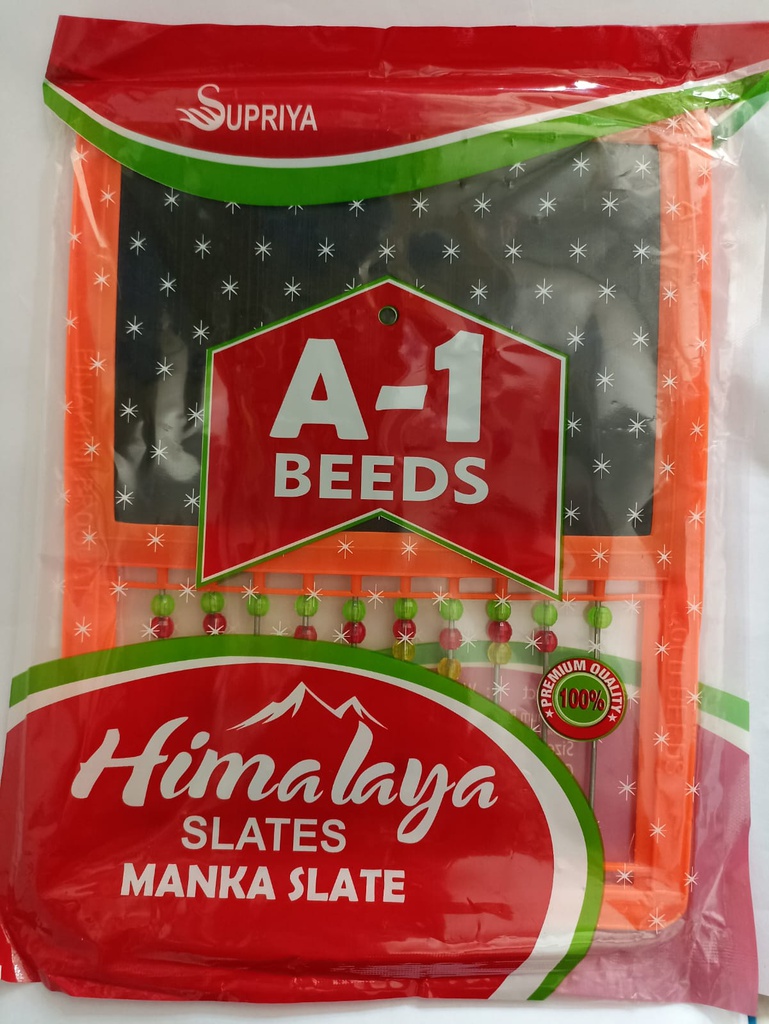 SUPRIYA
A-1
BEEDS
PREMIUM QUALITY
100%
Himalaya
SLATES
MANKA SLATE